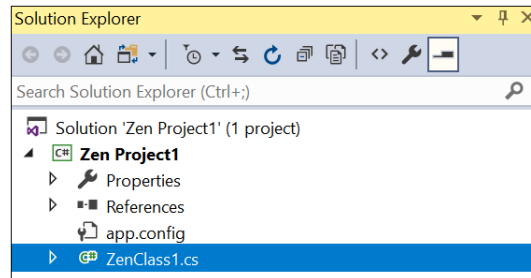 Solution Explorer
Search Solution Explorer (Ctrl+;)
Solution 'Zen Project1' (1 project)
C# Zen Project1
Properties
References
app.config
C# ZenClass1.cs